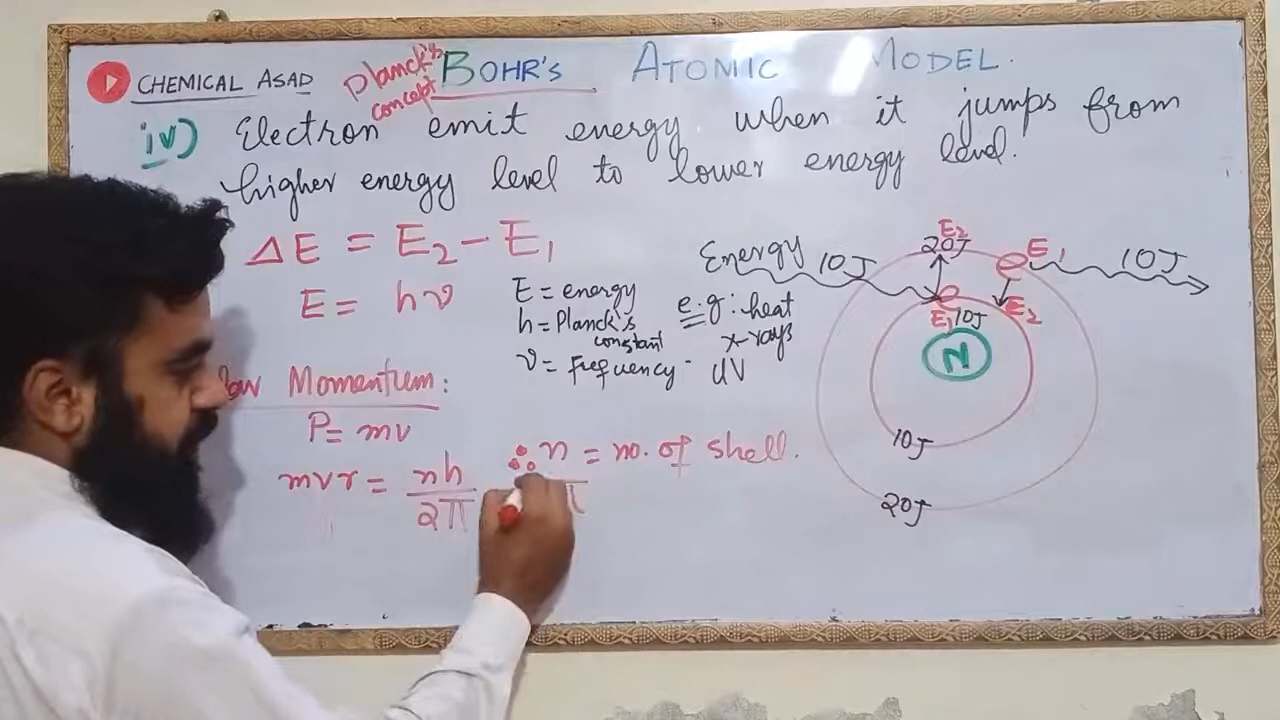 CHEMICAL ASAD
Planck's
concept
BOHR'S ATOMIC MODEL.
iv) Electron emit energy when it jumps from
higher energy level to lower energy level.
ΔE = E₂ - E₁
E = hν
E = energy
h = Planck's
constant
ν = frequency
e.g: heat
x-rays
UV
Momentum:
P = mv
mvr = nh
2π
∴ n = no. of shell.
π
Energy 10J
E₂
20J
E₁
10J
E₁ 10J
E₂
N
10J
20J